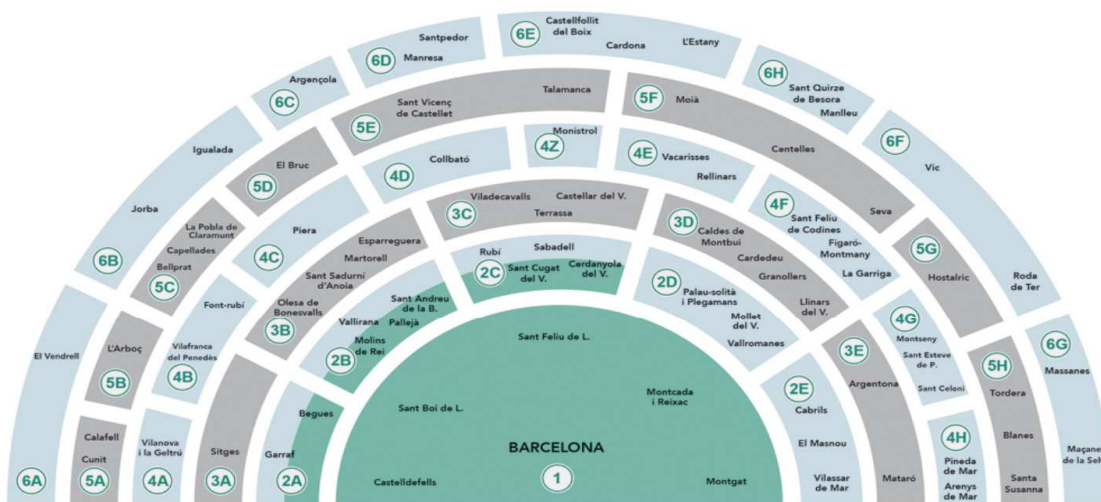 6E
Castellfollit
del Boix
Cardona
L'Estany
6D
Santpedor
Manresa
6H
Sant Quirze
de Besora
Manlleu
6C
Argençola
5E
Sant Vicenç
de Castellet
Talamanca
5F
Moià
Centelles
Seva
6F
Vic
Roda
de Ter
Igualada
Jorba
6B
5D
El Bruc
4D
Collbató
4Z
Monistrol
4E
Vacarisses
Rellinars
4F
Sant Feliu
de Codines
Figaró-
Montmany
La Garriga
5G
Hostalric
La Pobla de
Claramunt
Capellades
Bellprat
5C
Piera
4C
Font-rubí
3C
Viladecavalls
Castellar del V.
Terrassa
3D
Caldes de
Montbui
Cardedeu
Granollers
Llinars
del V.
Esparreguera
Martorell
Sant Sadurní
d'Anoia
Olesa de
Bonesvalls
3B
Rubí
2C
Sabadell
Sant Cugat
del V.
Cerdanyola
del V.
2D
Palau-solità
i Plegamans
Mollet
del V.
Vallromanes
Sant Andreu
de la B.
Vallirana
Pallejà
Molins
de Rei
2B
4G
Montseny
Sant Esteve
de P.
Sant Celoni
6G
Massanes
Maçane
de la Sel
El Vendrell
6A
L'Arboç
5B
Vilafranca
del Penedès
4B
3E
Argentona
Mataró
5H
Tordera
Blanes
Santa
Susanna
2E
Cabrils
El Masnou
Vilassar
de Mar
4H
Pineda de
Mar
Arenys
de Mar
Calafell
Cunit
5A
Vilanova
i la Geltrú
4A
Sitges
3A
Begues
Garraf
2A
Sant Feliu de L.
Sant Boi de L.
Montcada
i Reixac
BARCELONA
1
Castelldefells
Montgat